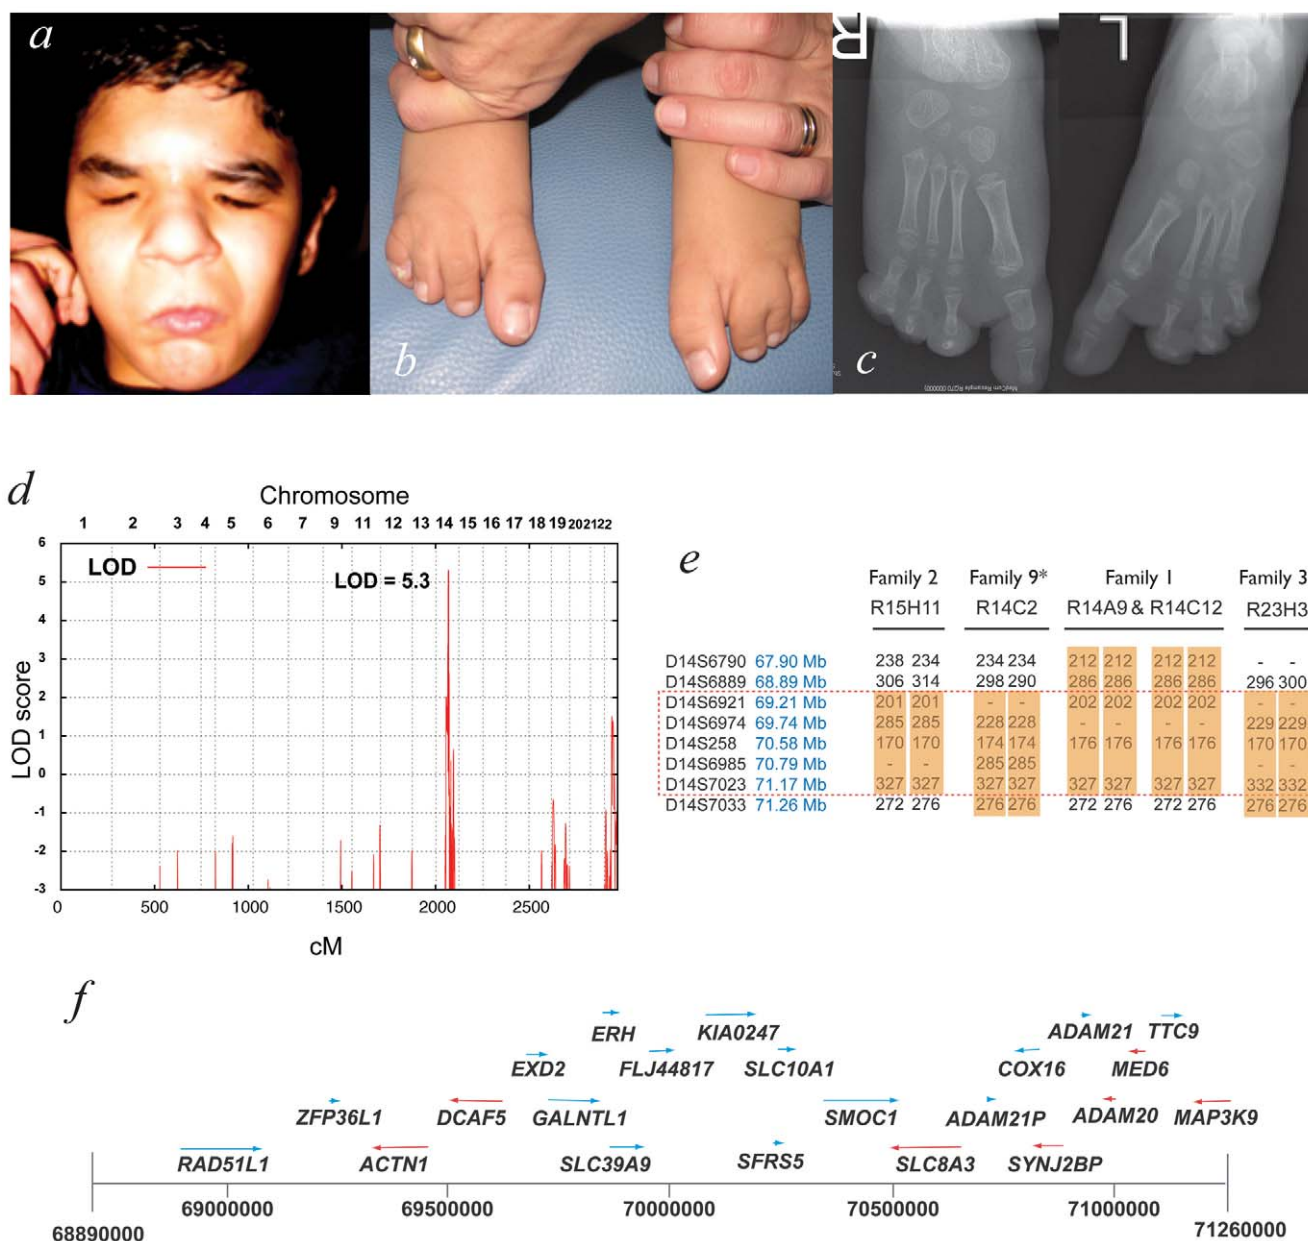 a
b
c
R
L
MedCom Resample RG70 000000)
d
Chromosome
1 2 3 4 5 6 7 9 11 12 13 14 15 16 17 18 19 20 21 22
6
5
4
3
2
1
0
-1
-2
-3
LOD score
LOD
LOD = 5.3
0 500 1000 1500 2000 2500
cM
e
Family 2 Family 9* Family 1 Family 3
R15H11 R14C2 R14A9 & R14C12 R23H3
D14S6790 67.90 Mb 238 234 234 234 212 212 212 212 - -
D14S6889 68.89 Mb 306 314 298 290 286 286 286 286 296 300
D14S6921 69.21 Mb 201 201 - - 202 202 202 202 - -
D14S6974 69.74 Mb 285 285 228 228 - - - - 229 229
D14S258 70.58 Mb 170 170 174 174 176 176 176 176 170 170
D14S6985 70.79 Mb - - 285 285 - - - - - -
D14S7023 71.17 Mb 327 327 327 327 327 327 327 327 332 332
D14S7033 71.26 Mb 272 276 276 276 272 276 272 276 276 276
f
ERH KIA0247 ADAM21 TTC9
EXD2 FLJ44817 SLC10A1 COX16 MED6
ZFP36L1 DCAF5 GALNTL1 SMOC1 ADAM21P ADAM20 MAP3K9
RAD51L1 ACTN1 SLC39A9 SFRS5 SLC8A3 SYNJ2BP
69000000 69500000 70000000 70500000 71000000
68890000 71260000